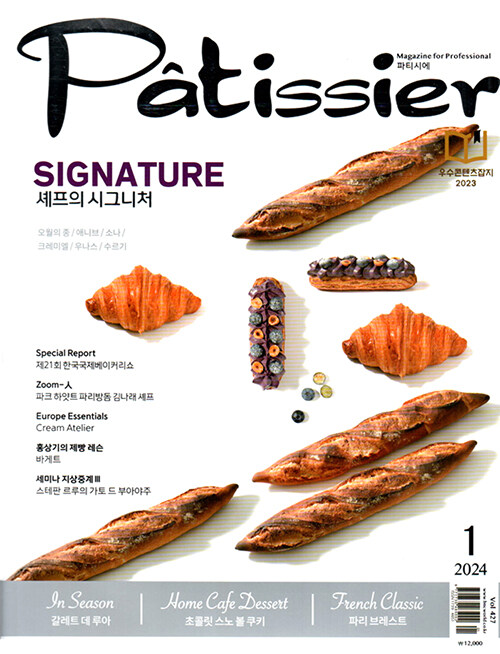 Pâtissier
Magazine for Professional
파티시에
우수콘텐츠잡지
2023
SIGNATURE
셰프의 시그니처
오월의 종 / 애니브 / 소나 /
크레미엘 / 우나스 / 수르기
Special Report
제21회 한국국제베이커리쇼
Zoom-人
파크 하얏트 파리방돔 김나래 셰프
Europe Essentials
Cream Atelier
홍상기의 제빵 레슨
바게트
세미나 지상중계 III
스테판 르루의 가토 드 부아야주
1
2024
Vol 427
In Season
갈레트 데 루아
Home Cafe Dessert
초콜릿 스노 볼 쿠키
French Classic
파리 브레스트
₩ 12,000